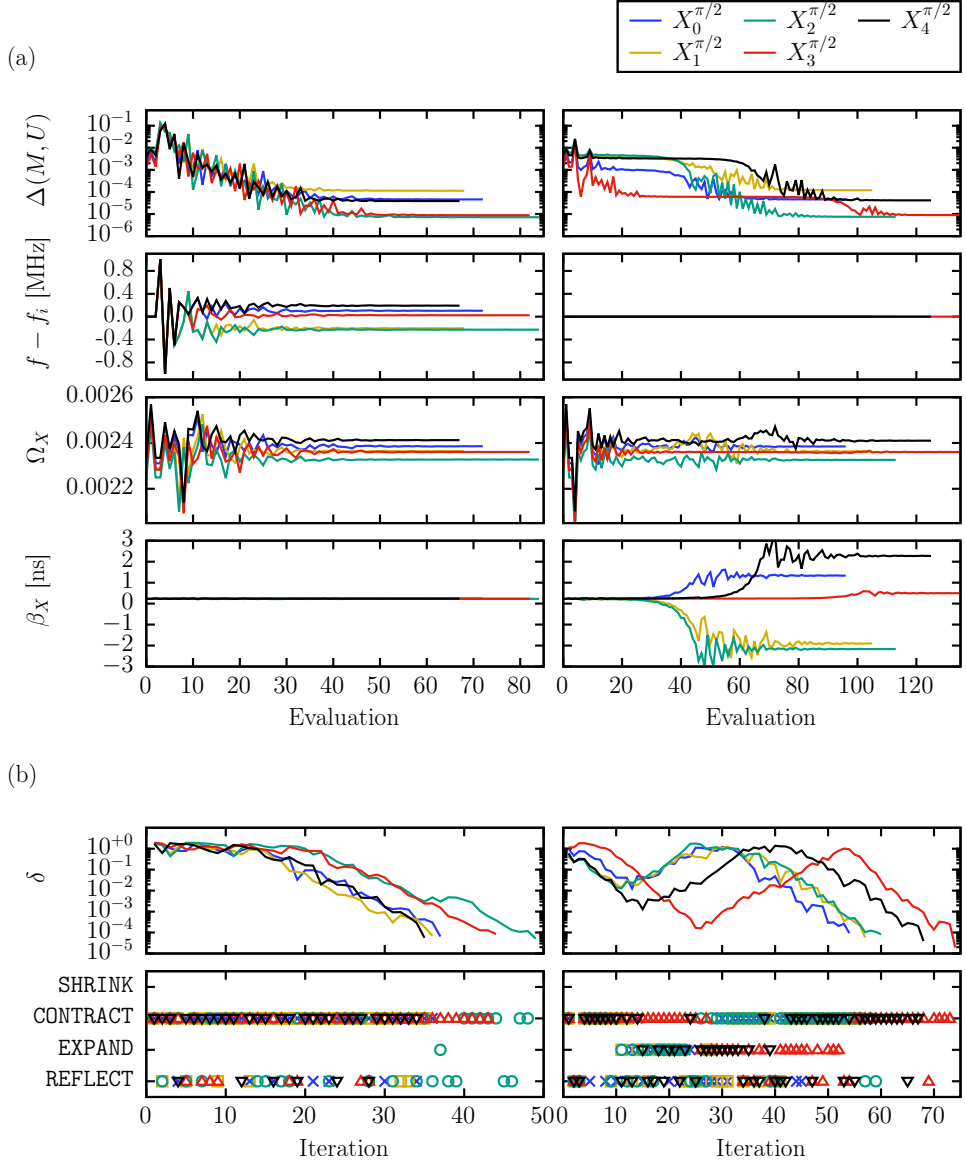 X_0^{π/2} X_2^{π/2} X_4^{π/2}
X_1^{π/2} X_3^{π/2}
(a)
Δ(M, U)
10^{-1}
10^{-2}
10^{-3}
10^{-4}
10^{-5}
10^{-6}
f − f_i [MHz]
0.8
0.4
0.0
-0.4
-0.8
Ω_X
0.0026
0.0024
0.0022
β_X [ns]
3
2
1
0
−1
−2
−3
0 10 20 30 40 50 60 70 80
0 20 40 60 80 100 120
Evaluation
Evaluation
(b)
δ
10^{+0}
10^{-1}
10^{-2}
10^{-3}
10^{-4}
10^{-5}
SHRINK
CONTRACT
EXPAND
REFLECT
0 10 20 30 40 50
0 10 20 30 40 50 60 70
Iteration
Iteration